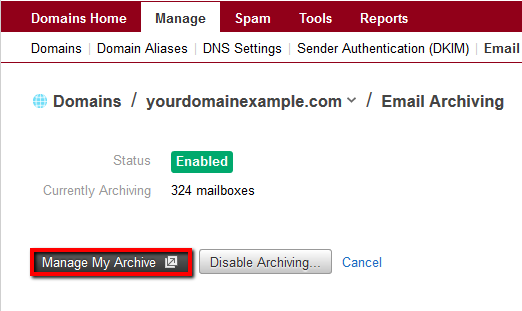 Domains Home Manage Spam Tools Reports
Domains | Domain Aliases | DNS Settings | Sender Authentication (DKIM) | Email
Domains / yourdomainexample.com / Email Archiving
Status Enabled
Currently Archiving 324 mailboxes
Manage My Archive Disable Archiving... Cancel